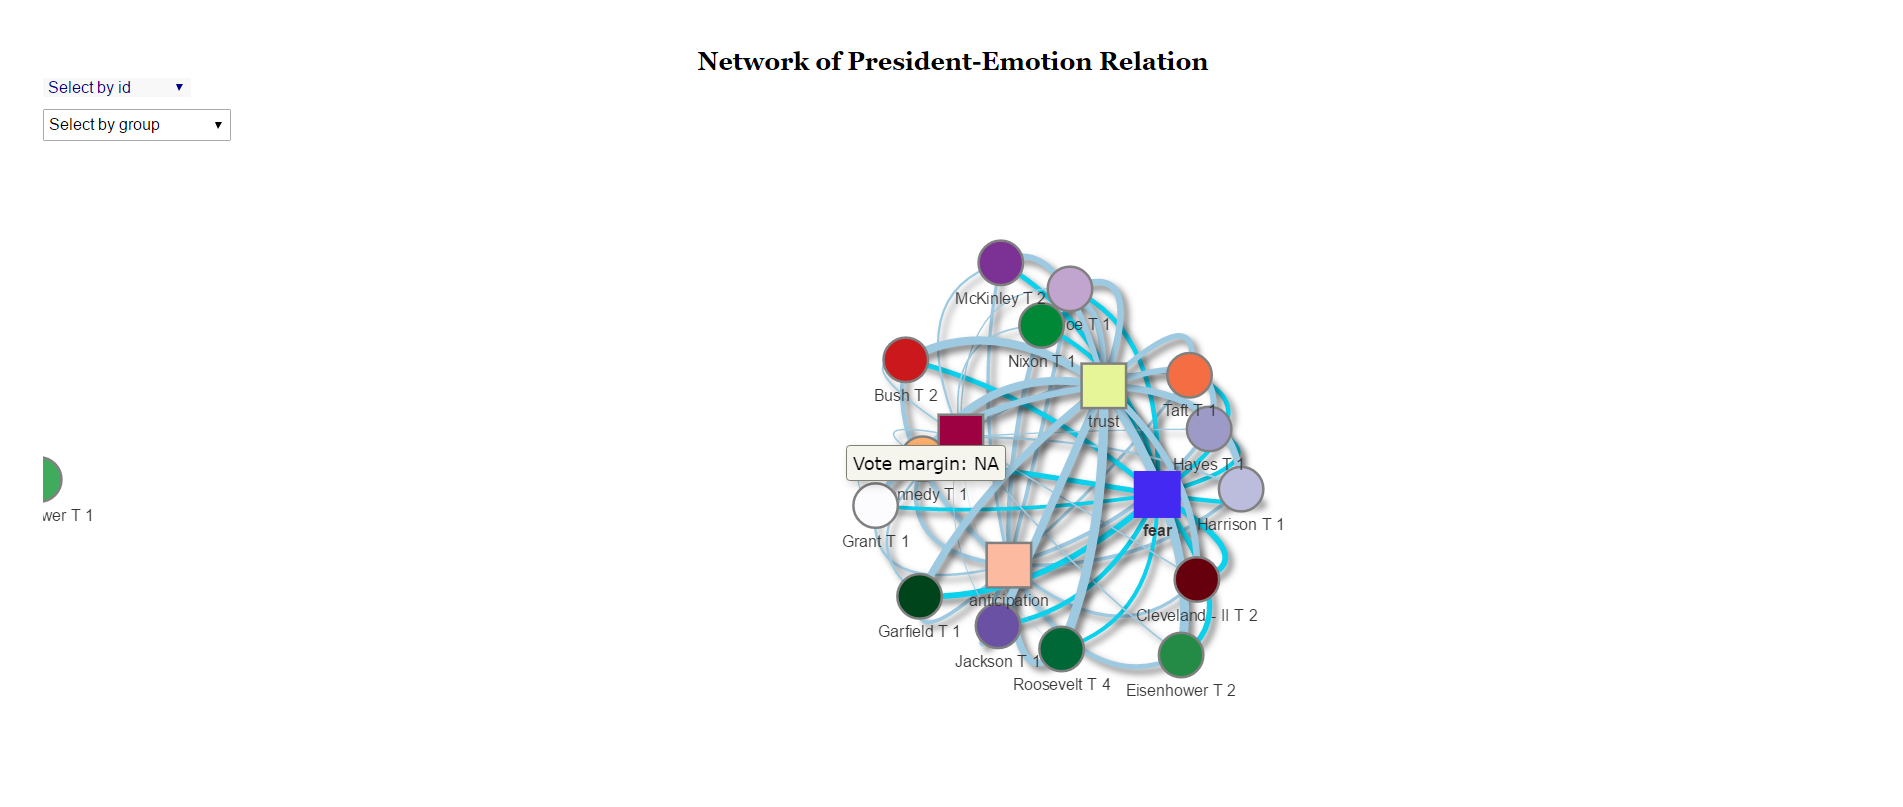 Network of President-Emotion Relation
Select by id
Select by group
McKinley T 2
oe T 1
Nixon T 1
Bush T 2
Taft T 1
trust
Vote margin: NA
Hayes T 1
nnedy T 1
wer T 1
Harrison T 1
fear
Grant T 1
anticipation
Cleveland - II T 2
Garfield T 1
Jackson T 1
Roosevelt T 4
Eisenhower T 2